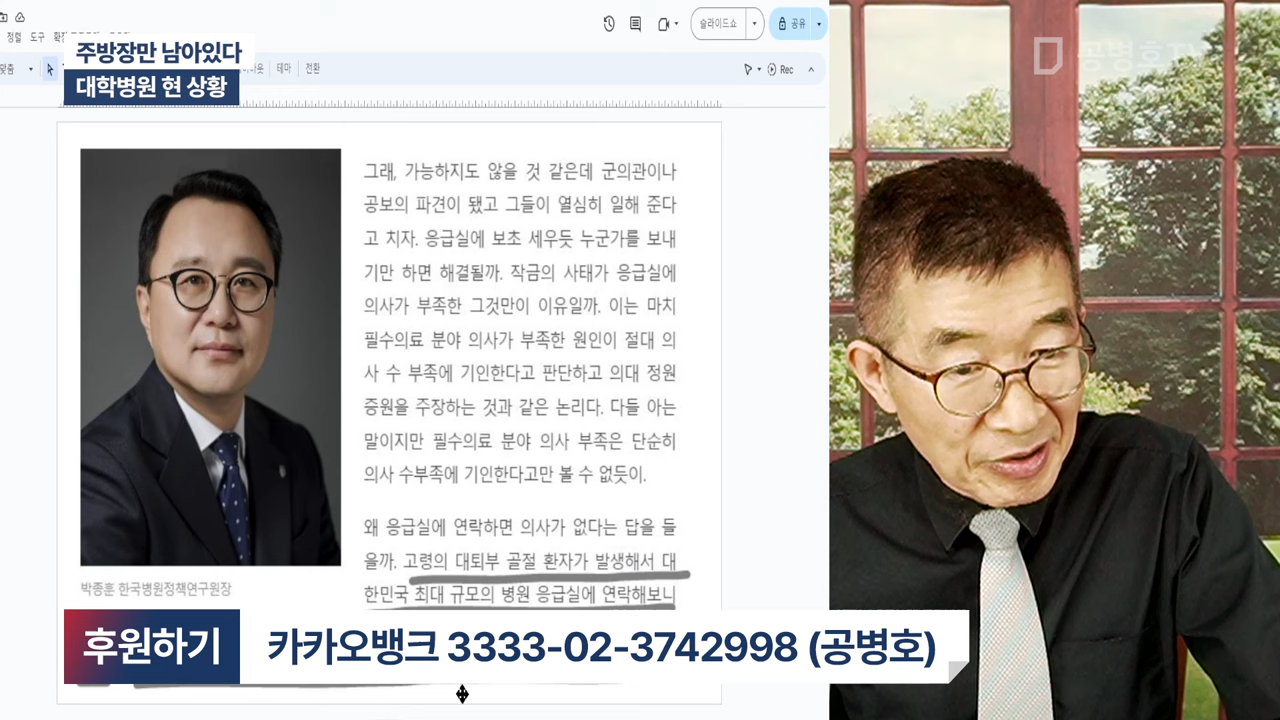 정렬 도구
슬라이드쇼
공유
맞춤
테마 전환
Rec
주방장만 남아있다
대학병원 현 상황
공병호TV
그래, 가능하지도 않을 것 같은데 군의관이나
공보의 파견이 됐고 그들이 열심히 일해 준다
고 치자. 응급실에 보초 세우듯 누군가를 보내
기만 하면 해결될까. 작금의 사태가 응급실에
의사가 부족한 그것만이 이유일까. 이는 마치
필수의료 분야 의사가 부족한 원인이 절대 의
사 수 부족에 기인한다고 판단하고 의대 정원
증원을 주장하는 것과 같은 논리다. 다들 아는
말이지만 필수의료 분야 의사 부족은 단순히
의사 수부족에 기인한다고만 볼 수 없듯이.
왜 응급실에 연락하면 의사가 없다는 답을 들
을까. 고령의 대퇴부 골절 환자가 발생해서 대
한민국 최대 규모의 병원 응급실에 연락해보니
박종훈 한국병원정책연구원장
후원하기
카카오뱅크 3333-02-3742998 (공병호)